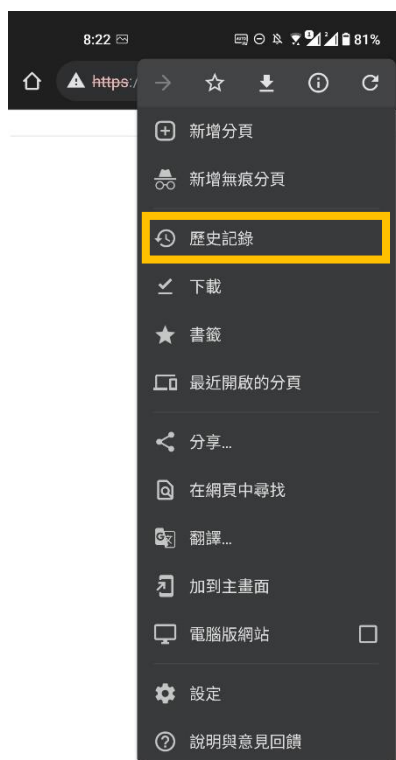 8:22 81%
https:/
新增分頁
新增無痕分頁
歷史記錄
下載
書籤
最近開啟的分頁
分享...
在網頁中尋找
翻譯...
加到主畫面
電腦版網站
設定
說明與意見回饋